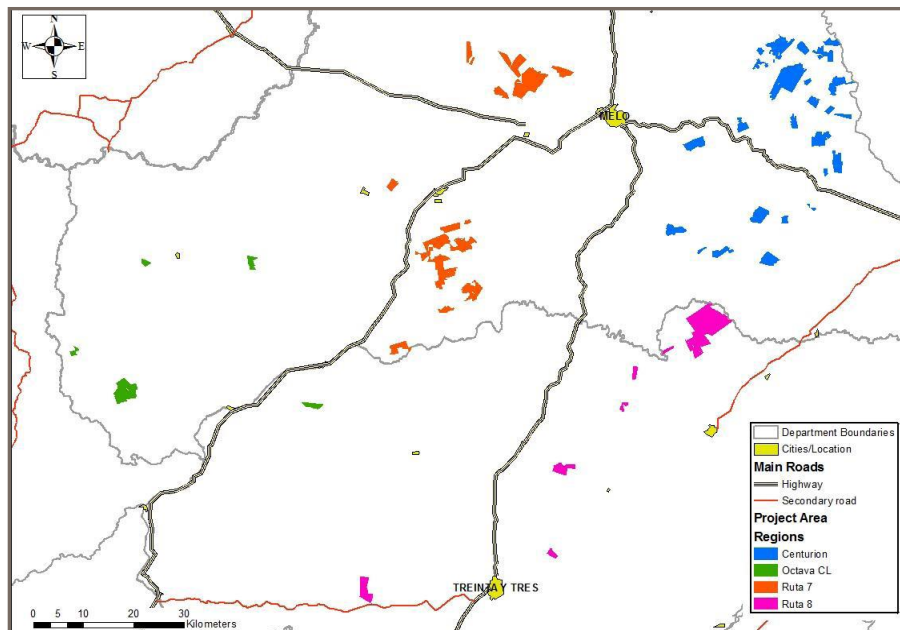 N
W E
S
MELO
TREINTA Y TRES
Department Boundaries
Cities/Location
Main Roads
Highway
Secondary road
Project Area
Regions
Centurion
Octava CL
Ruta 7
Ruta 8
0 5 10 20 30
Kilometers